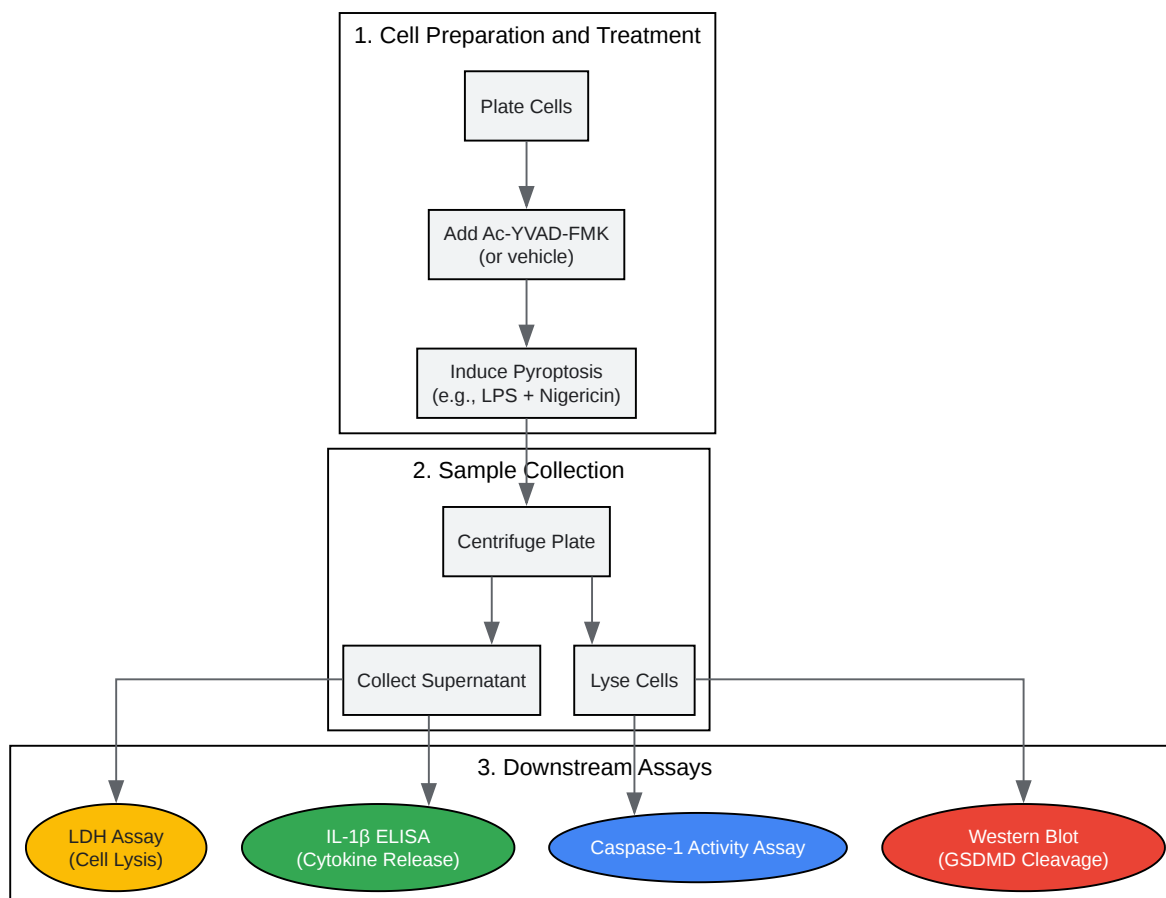 1. Cell Preparation and Treatment
Plate Cells
Add Ac-YVAD-FMK
(or vehicle)
Induce Pyroptosis
(e.g., LPS + Nigericin)
2. Sample Collection
Centrifuge Plate
Collect Supernatant
Lyse Cells
3. Downstream Assays
LDH Assay
(Cell Lysis)
IL-1β ELISA
(Cytokine Release)
Caspase-1 Activity Assay
Western Blot
(GSDMD Cleavage)